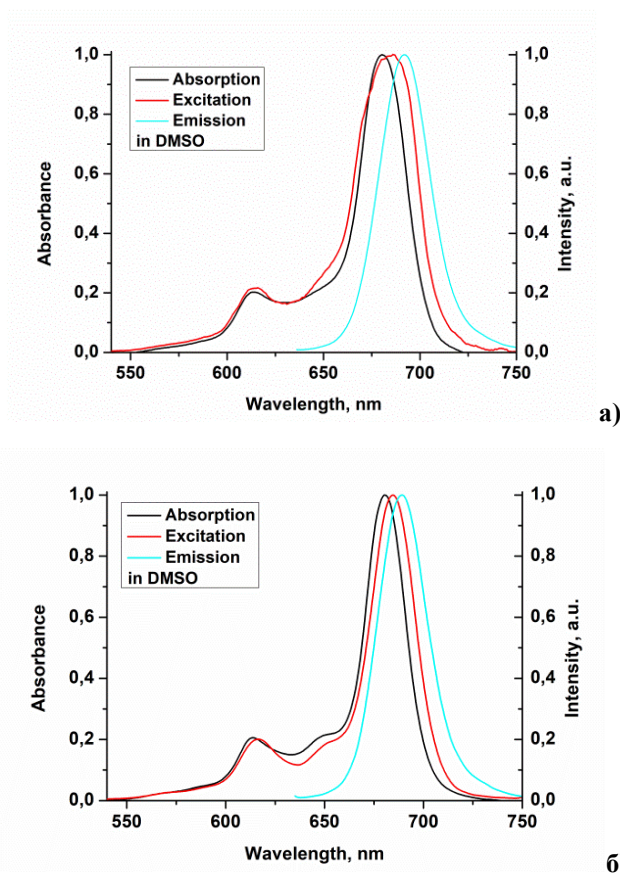 1,0
0,8
0,6
0,4
0,2
0,0
Absorbance
Absorption
Excitation
Emission
in DMSO
1,0
0,8
0,6
0,4
0,2
0,0
Intensity, a.u.
550 600 650 700 750
Wavelength, nm
а)
1,0
0,8
0,6
0,4
0,2
0,0
Absorbance
Absorption
Excitation
Emission
in DMSO
1,0
0,8
0,6
0,4
0,2
0,0
Intensity, a.u.
550 600 650 700 750
Wavelength, nm
б